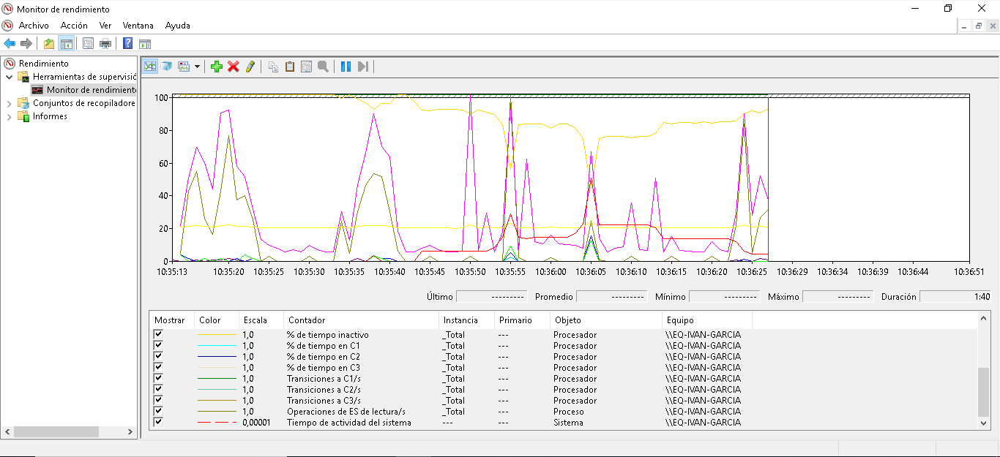 Monitor de rendimiento
Archivo Acción Ver Ventana Ayuda
Rendimiento
Herramientas de supervisió
Monitor de rendimiento
Conjuntos de recopiladore
Informes
100
80
60
40
20
0
10:35:13 10:35:20 10:35:25 10:35:30 10:35:35 10:35:40 10:35:45 10:35:50 10:35:55 10:36:00 10:36:05 10:36:10 10:36:15 10:36:20 10:36:25 10:36:29 10:36:34 10:36:39 10:36:44 10:36:51
Último --------- Promedio --------- Mínimo --------- Máximo --------- Duración 1:40
Mostrar Color Escala Contador Instancia Primario Objeto Equipo
1,0 % de tiempo inactivo _Total --- Procesador \\EQ-IVAN-GARCIA
1,0 % de tiempo en C1 _Total --- Procesador \\EQ-IVAN-GARCIA
1,0 % de tiempo en C2 _Total --- Procesador \\EQ-IVAN-GARCIA
1,0 % de tiempo en C3 _Total --- Procesador \\EQ-IVAN-GARCIA
1,0 Transiciones a C1/s _Total --- Procesador \\EQ-IVAN-GARCIA
1,0 Transiciones a C2/s _Total --- Procesador \\EQ-IVAN-GARCIA
1,0 Transiciones a C3/s _Total --- Procesador \\EQ-IVAN-GARCIA
1,0 Operaciones de ES de lectura/s _Total --- Proceso \\EQ-IVAN-GARCIA
0,00001 Tiempo de actividad del sistema --- --- Sistema \\EQ-IVAN-GARCIA